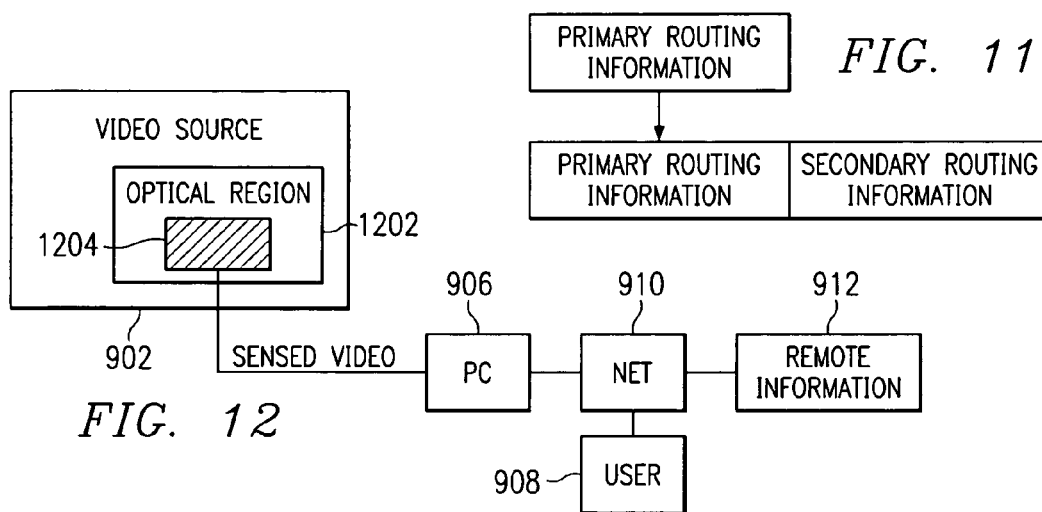 PRIMARY ROUTING
INFORMATION
FIG. 11
PRIMARY ROUTING
INFORMATION
SECONDARY ROUTING
INFORMATION
VIDEO SOURCE
OPTICAL REGION
1204
1202
902
SENSED VIDEO
906
PC
910
NET
912
REMOTE
INFORMATION
908
USER
FIG. 12